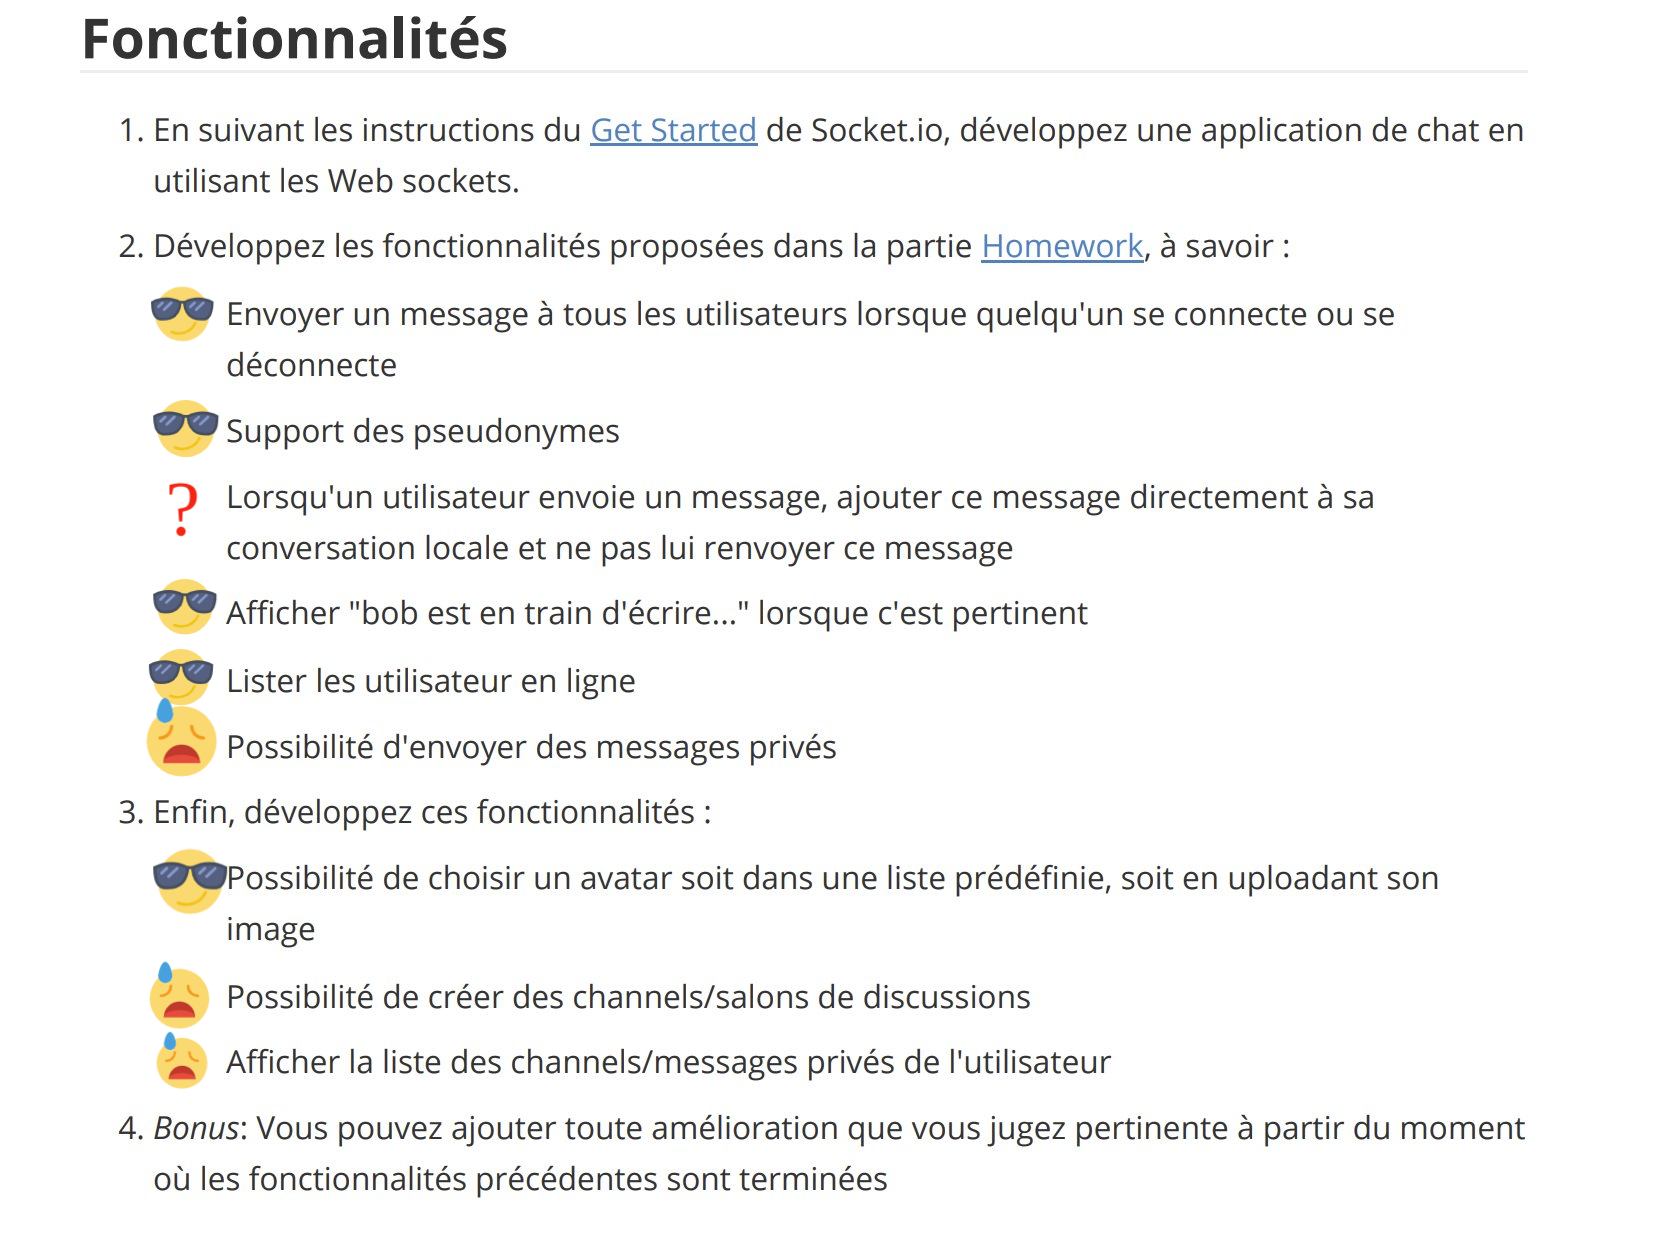 Fonctionnalités
1. En suivant les instructions du Get Started de Socket.io, développez une application de chat en
utilisant les Web sockets.
2. Développez les fonctionnalités proposées dans la partie Homework, à savoir :
Envoyer un message à tous les utilisateurs lorsque quelqu'un se connecte ou se
déconnecte
Support des pseudonymes
? Lorsqu'un utilisateur envoie un message, ajouter ce message directement à sa
conversation locale et ne pas lui renvoyer ce message
Afficher "bob est en train d'écrire..." lorsque c'est pertinent
Lister les utilisateur en ligne
Possibilité d'envoyer des messages privés
3. Enfin, développez ces fonctionnalités :
Possibilité de choisir un avatar soit dans une liste prédéfinie, soit en uploadant son
image
Possibilité de créer des channels/salons de discussions
Afficher la liste des channels/messages privés de l'utilisateur
4. Bonus: Vous pouvez ajouter toute amélioration que vous jugez pertinente à partir du moment
où les fonctionnalités précédentes sont terminées